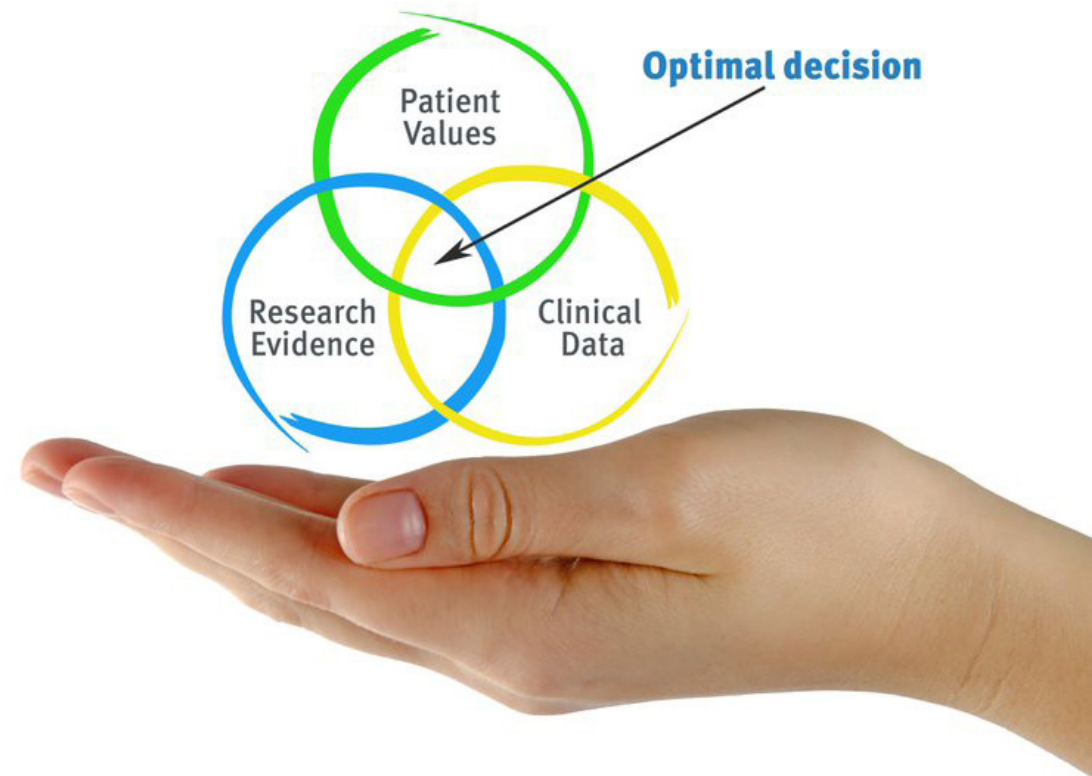 Optimal decision
Patient
Values
Research
Evidence
Clinical
Data